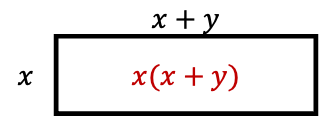 x + y
x
x(x + y)